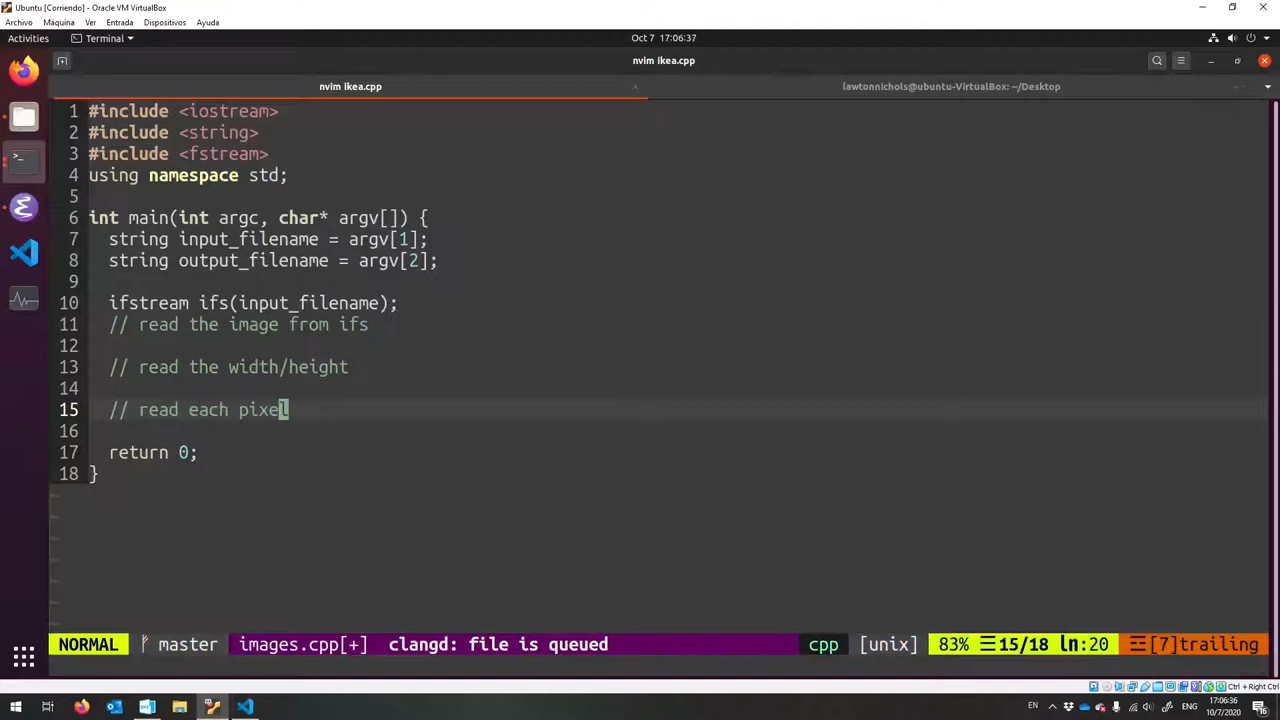 Ubuntu [Corriendo] - Oracle VM VirtualBox
Archivo Máquina Ver Entrada Dispositivos Ayuda
Activities Terminal Oct 7 17:06:37
nvim ikea.cpp
nvim ikea.cpp lawtonnichols@ubuntu-VirtualBox: ~/Desktop
1 #include <iostream>
2 #include <string>
3 #include <fstream>
4 using namespace std;
5
6 int main(int argc, char* argv[]) {
7 string input_filename = argv[1];
8 string output_filename = argv[2];
9
10 ifstream ifs(input_filename);
11 // read the image from ifs
12
13 // read the width/height
14
15 // read each pixel
16
17 return 0;
18 }
NORMAL master images.cpp[+] clangd: file is queued cpp [unix] 83% ☰15/18 ln:20 ☲[7]trailing
Ctrl + Right Ctrl
EN ENG 17:06:36
10/7/2020 16